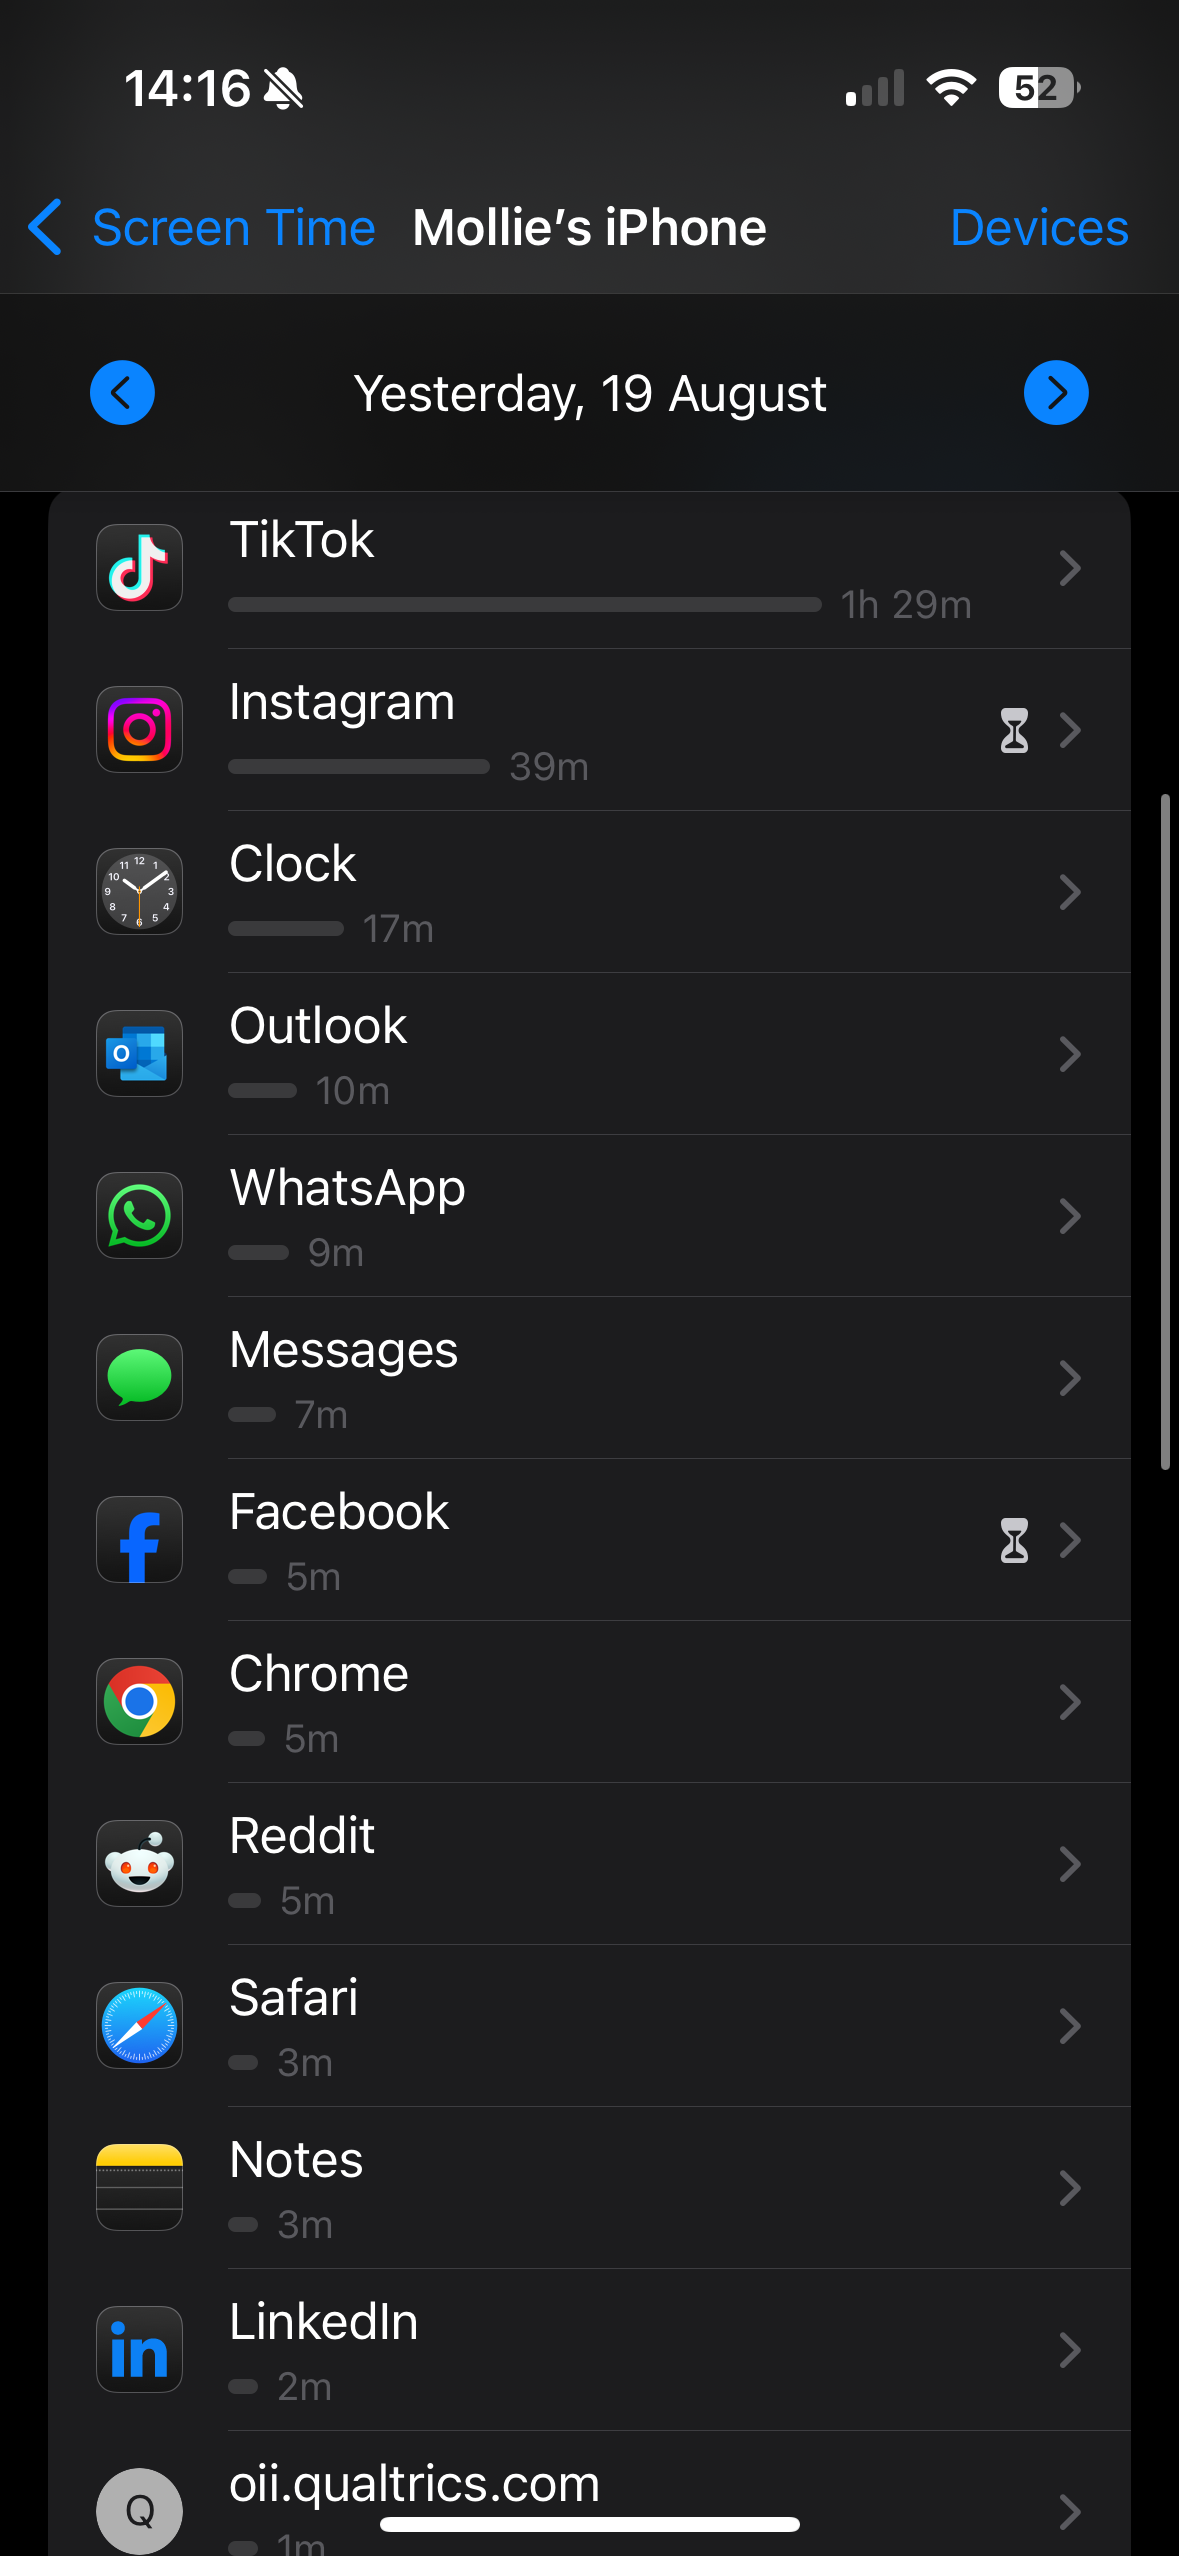 14:16
52
Screen Time
Mollie’s iPhone
Devices
Yesterday, 19 August
TikTok
1h 29m
Instagram
39m
Clock
17m
Outlook
10m
WhatsApp
9m
Messages
7m
Facebook
5m
Chrome
5m
Reddit
5m
Safari
3m
Notes
3m
LinkedIn
2m
Q
oii.qualtrics.com
1m